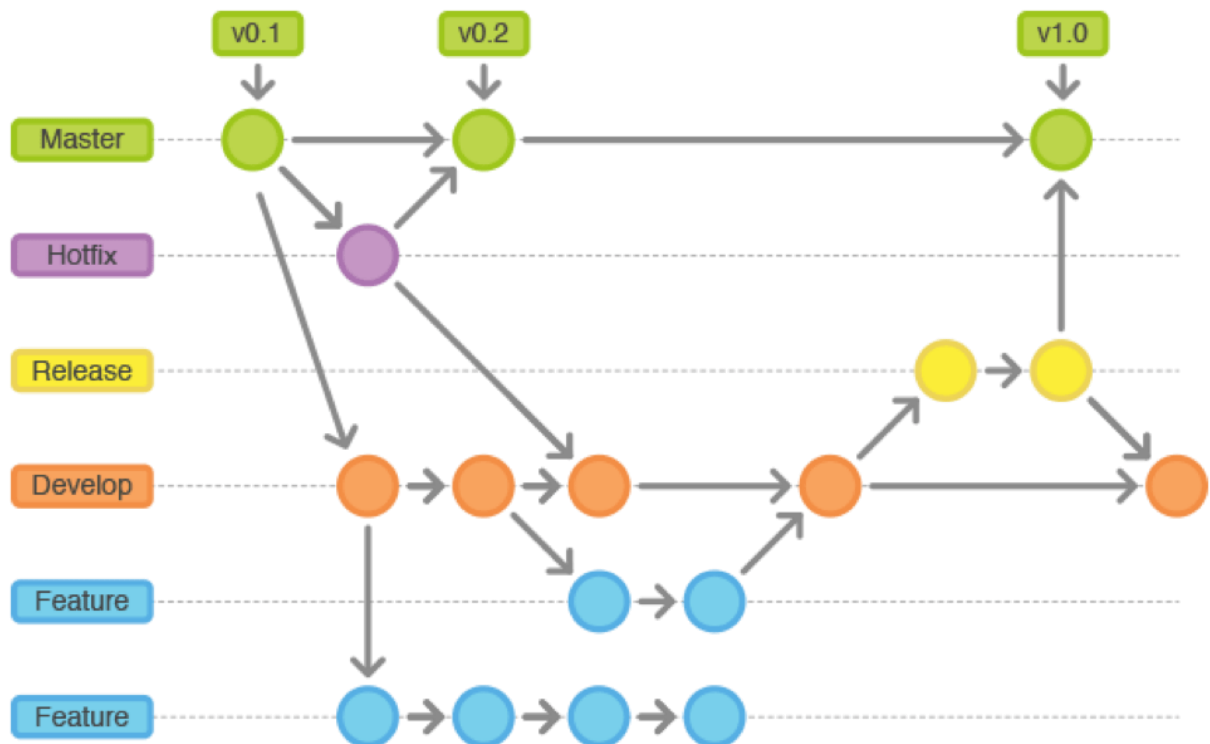 v0.1
v0.2
v1.0
Master
Hotfix
Release
Develop
Feature
Feature